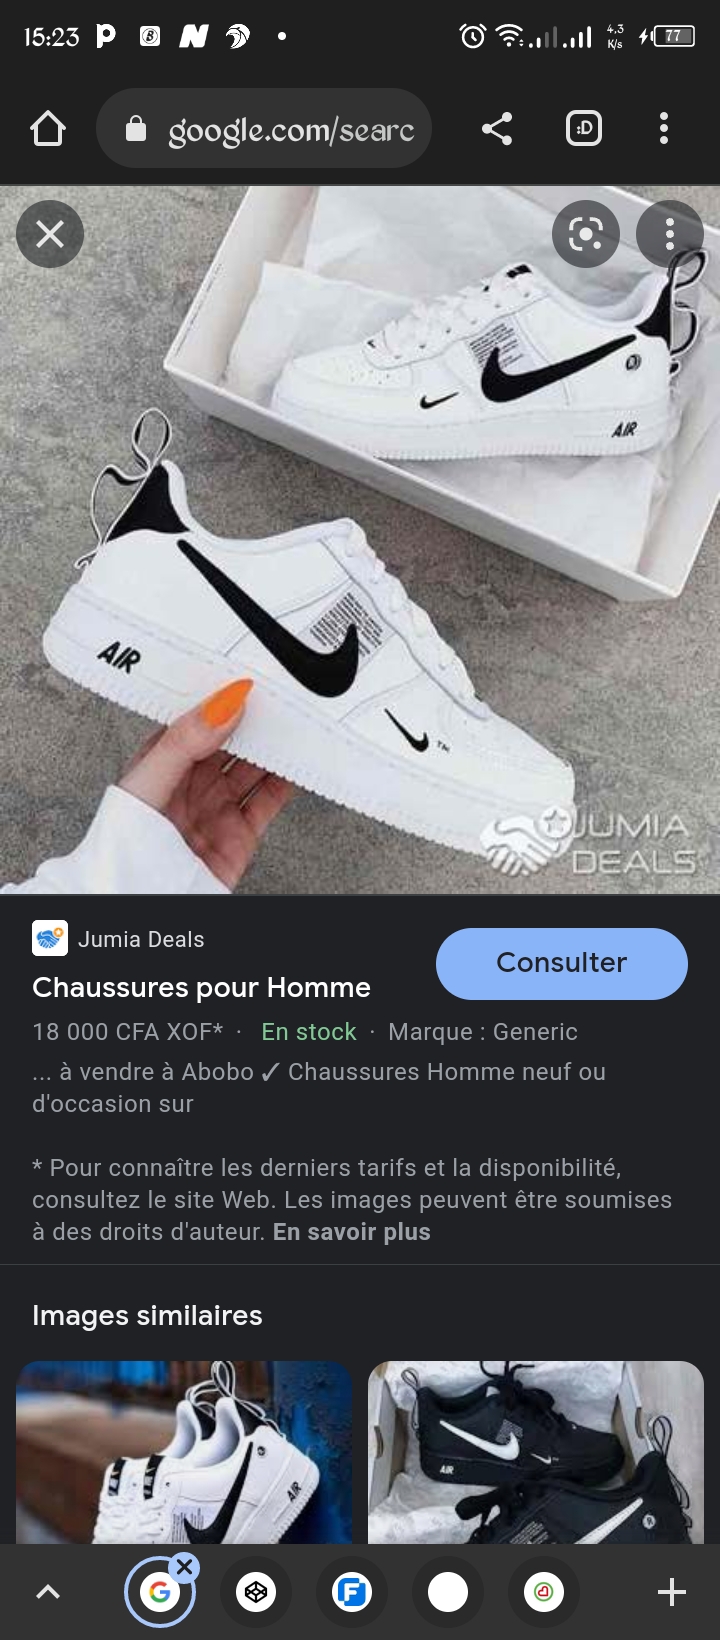 15:23
4,3
K/s
77
google.com/searc
:D
AIR
AIR
TM
JUMIA
DEALS
Jumia Deals
Consulter
Chaussures pour Homme
18 000 CFA XOF* · En stock · Marque : Generic
... à vendre à Abobo ✓ Chaussures Homme neuf ou
d'occasion sur
* Pour connaître les derniers tarifs et la disponibilité,
consultez le site Web. Les images peuvent être soumises
à des droits d'auteur. En savoir plus
Images similaires
AIR
AIR